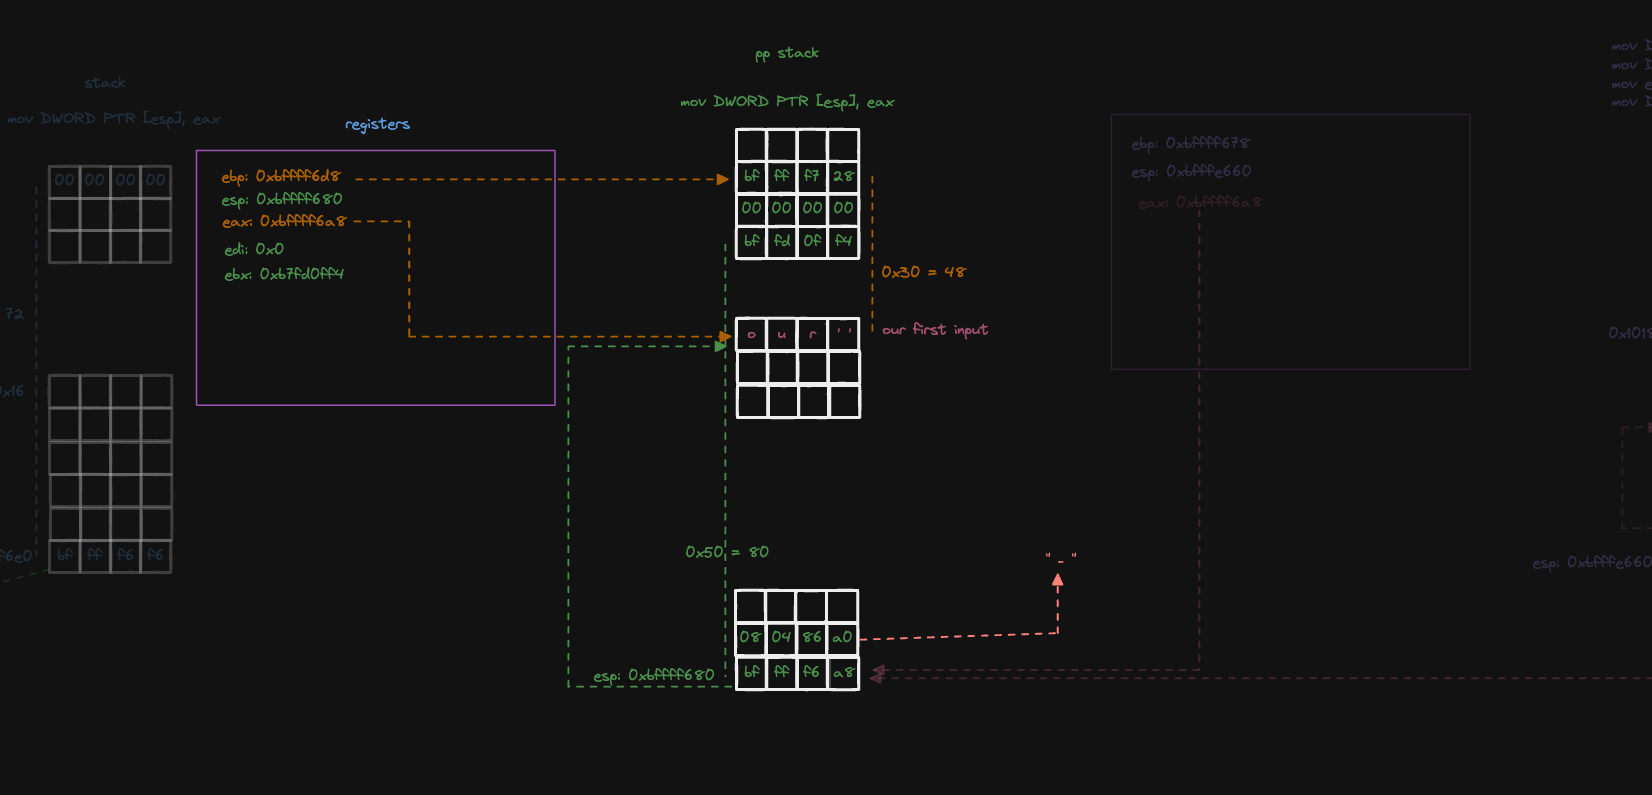 stack
mov DWORD PTR [esp], eax
00 00 00 00
72
0x16
f6e0
bf ff f6 f6
registers
ebp: 0xbffff6d8
esp: 0xbffff680
eax: 0xbffff6a8
edi: 0x0
ebx: 0xb7fd0ff4
pp stack
mov DWORD PTR [esp], eax
bf ff f7 28
00 00 00 00
bf fd 0f f4
0x30 = 48
o u r ' '
our first input
0x50 = 80
08 04 86 a0
esp: 0xbffff680
bf ff f6 a8
"_"
ebp: 0xbffff678
esp: 0xbfffe660
eax: 0xbffff6a8
mov D
mov D
mov e
mov D
0x1018
esp: 0xbfffe660